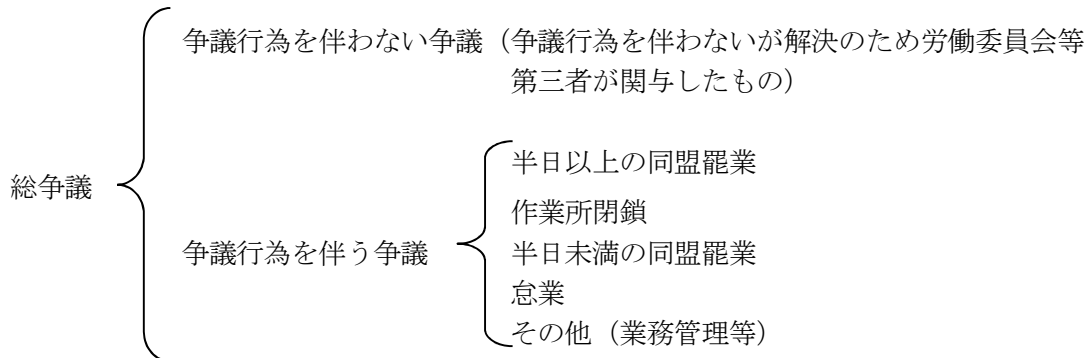 争議行為を伴わない争議（争議行為を伴わないが解決のため労働委員会等
第三者が関与したもの）
総争議
争議行為を伴う争議
半日以上の同盟罷業
作業所閉鎖
半日未満の同盟罷業
怠業
その他（業務管理等）